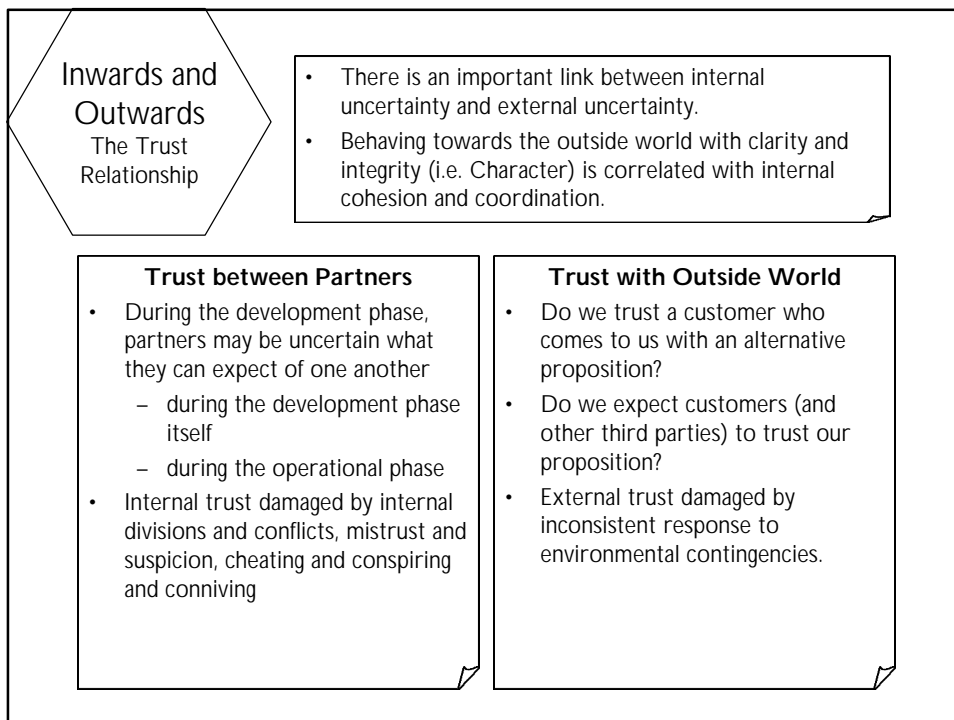 Inwards and
Outwards
The Trust
Relationship
• There is an important link between internal
uncertainty and external uncertainty.
• Behaving towards the outside world with clarity and
integrity (i.e. Character) is correlated with internal
cohesion and coordination.
Trust between Partners
• During the development phase,
partners may be uncertain what
they can expect of one another
– during the development phase
itself
– during the operational phase
• Internal trust damaged by internal
divisions and conflicts, mistrust and
suspicion, cheating and conspiring
and conniving
Trust with Outside World
• Do we trust a customer who
comes to us with an alternative
proposition?
• Do we expect customers (and
other third parties) to trust our
proposition?
• External trust damaged by
inconsistent response to
environmental contingencies.